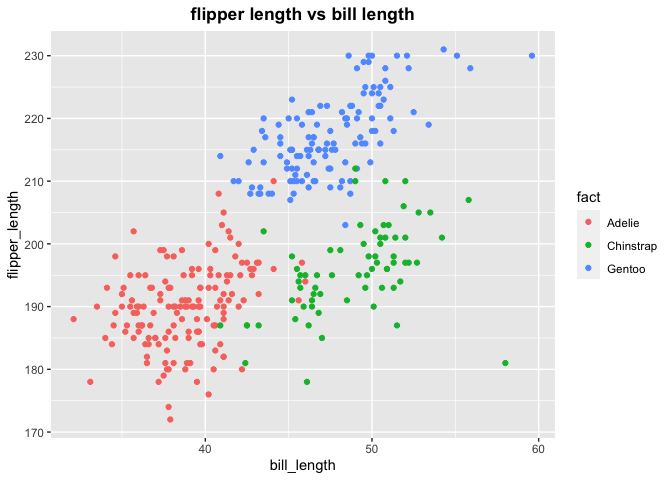 flipper length vs bill length
flipper_length
230
220
210
200
190
180
170
40
50
60
bill_length
fact
Adelie
Chinstrap
Gentoo